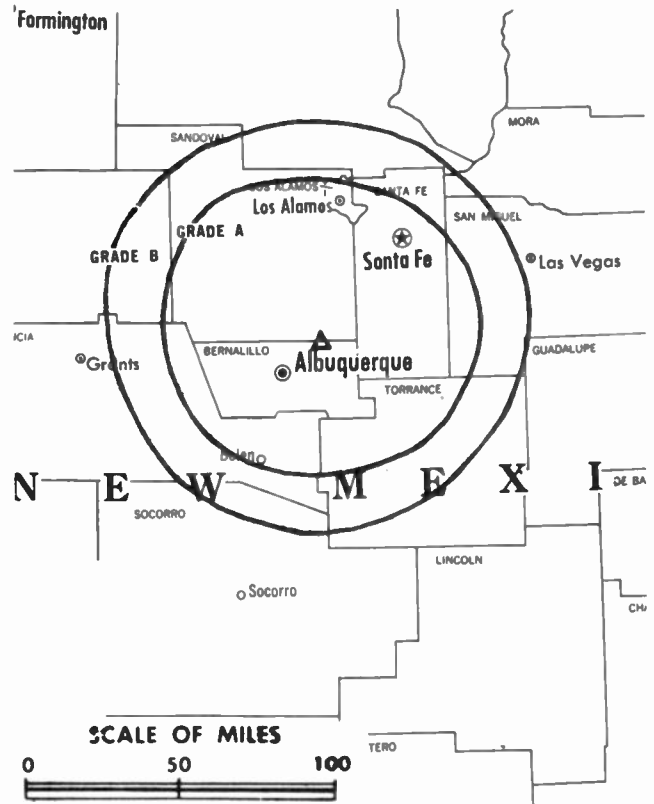 'Formington
SANDOVAL
MORA
LOS ALAMOS
SANTA FE
Los Alamos
SAN MIGUEL
GRADE A
GRADE B
Santa Fe
Las Vegas
CIA
BERNALILLO
GUADALUPE
Grants
Albuquerque
TORRANCE
Belen
N E W M E X I
DE BA
SOCORRO
LINCOLN
Socorro
CHA
SCALE OF MILES
TERO
0 50 100